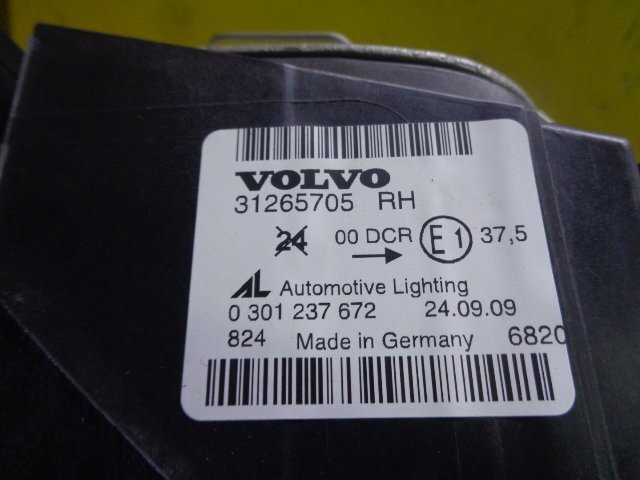 VOLVO
31265705 RH
24 00 DCR E1 37,5
AL Automotive Lighting
0 301 237 672 24.09.09
824 Made in Germany 6820